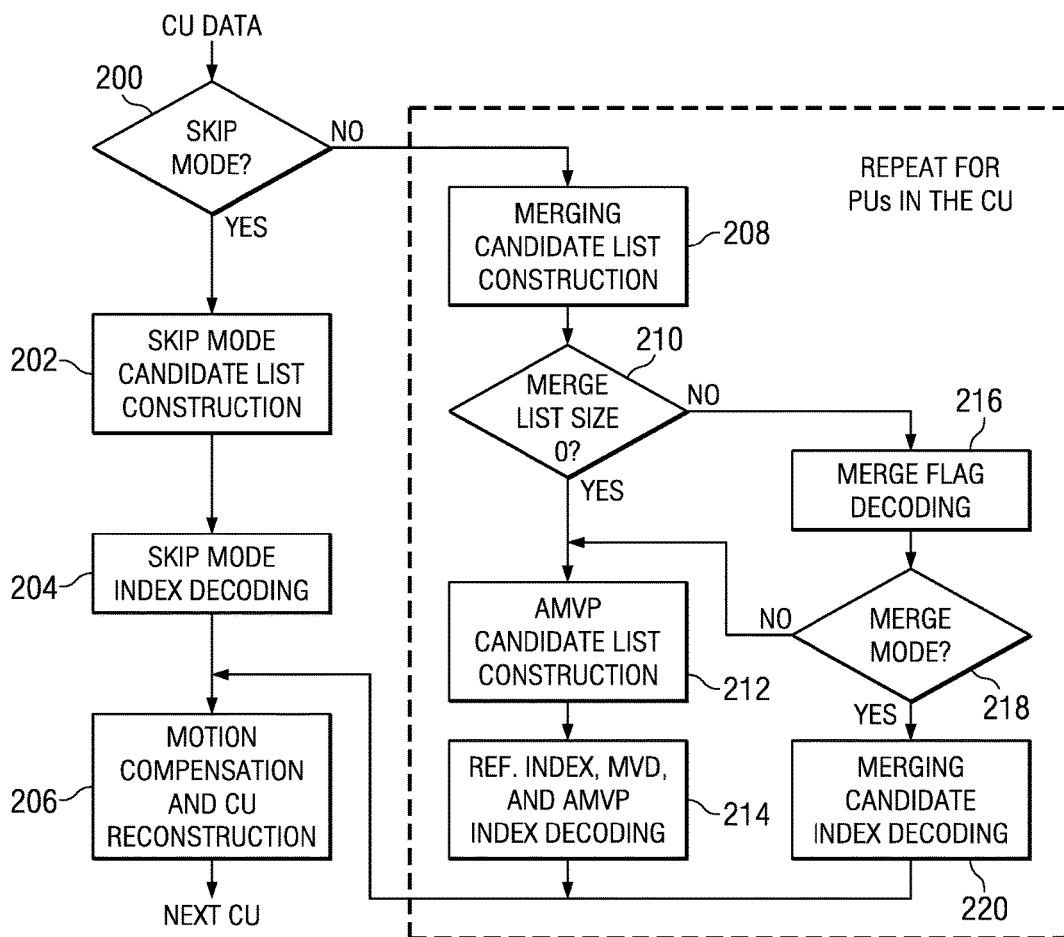 CU DATA
200
SKIP
MODE?
NO
YES
REPEAT FOR
PUs IN THE CU
MERGING
CANDIDATE LIST
CONSTRUCTION
208
202
SKIP MODE
CANDIDATE LIST
CONSTRUCTION
210
MERGE
LIST SIZE
0?
NO
YES
216
MERGE FLAG
DECODING
204
SKIP MODE
INDEX DECODING
AMVP
CANDIDATE LIST
CONSTRUCTION
212
NO
MERGE
MODE?
218
YES
206
MOTION
COMPENSATION
AND CU
RECONSTRUCTION
REF. INDEX, MVD,
AND AMVP
INDEX DECODING
214
MERGING
CANDIDATE
INDEX DECODING
220
NEXT CU